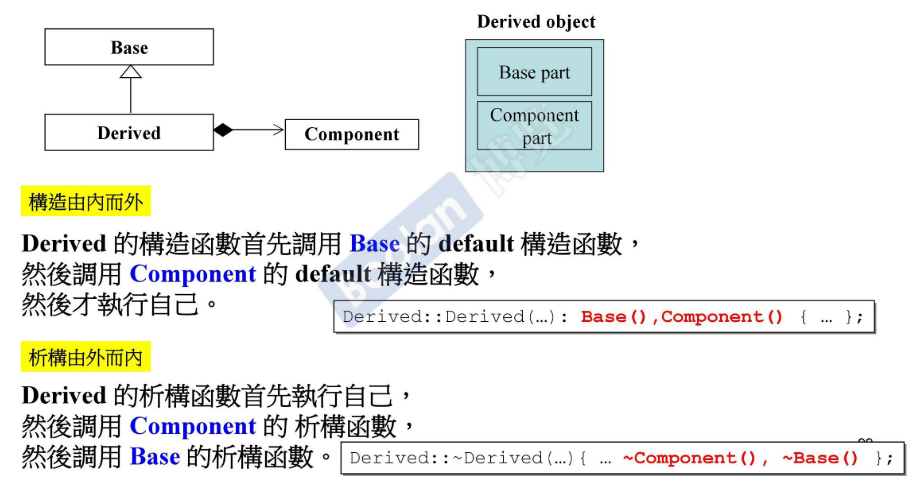 Derived object
Base
Base part
Derived
Component
Component
part
構造由內而外
Derived 的構造函數首先調用 Base 的 default 構造函數，
然後調用 Component 的 default 構造函數，
然後才執行自己。
Derived::Derived(…): Base(),Component() { … };
析構由外而內
Derived 的析構函數首先執行自己，
然後調用 Component 的 析構函數，
然後調用 Base 的析構函數。
Derived::~Derived(…){ … ~Component(), ~Base() };
Boolan 博览